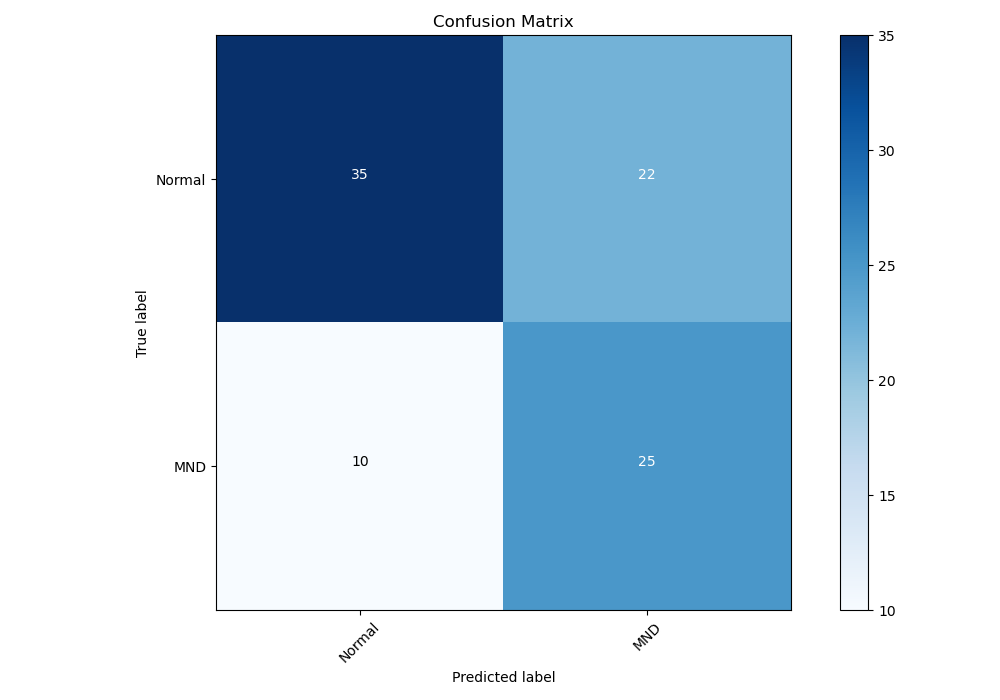 Confusion Matrix
True label
Normal
35
22
MND
10
25
Normal
MND
Predicted label
35
30
25
20
15
10